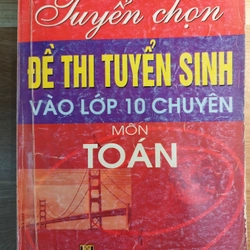 Tuyển chọn
ĐỀ THI TUYỂN SINH
VÀO LỚP 10 CHUYÊN
MÔN
TOÁN